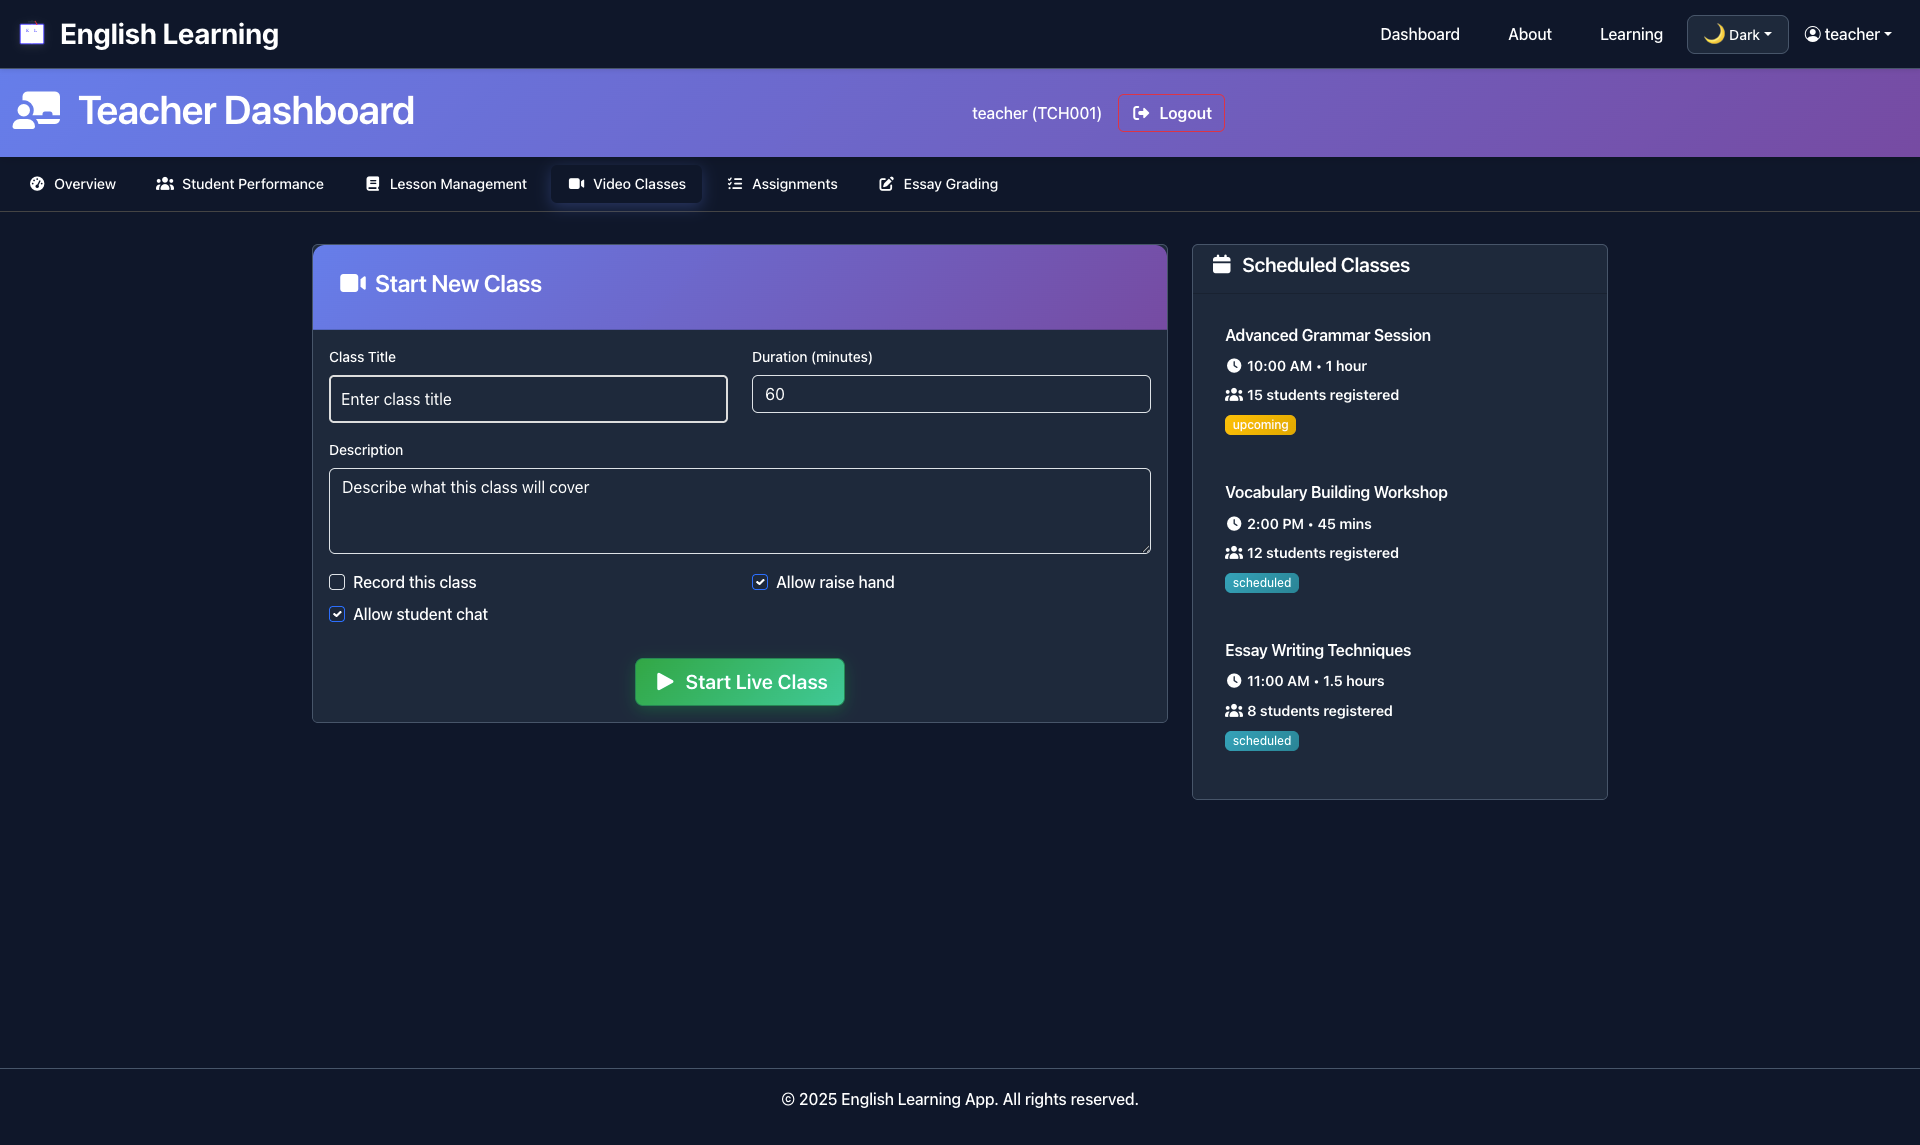 English Learning
Dashboard
About
Learning
🌙 Dark
teacher
Teacher Dashboard
teacher (TCH001)
Logout
Overview
Student Performance
Lesson Management
Video Classes
Assignments
Essay Grading
Start New Class
Class Title
Duration (minutes)
Enter class title
60
Description
Describe what this class will cover
Record this class
Allow raise hand
Allow student chat
Start Live Class
Scheduled Classes
Advanced Grammar Session
10:00 AM • 1 hour
15 students registered
upcoming
Vocabulary Building Workshop
2:00 PM • 45 mins
12 students registered
scheduled
Essay Writing Techniques
11:00 AM • 1.5 hours
8 students registered
scheduled
© 2025 English Learning App. All rights reserved.